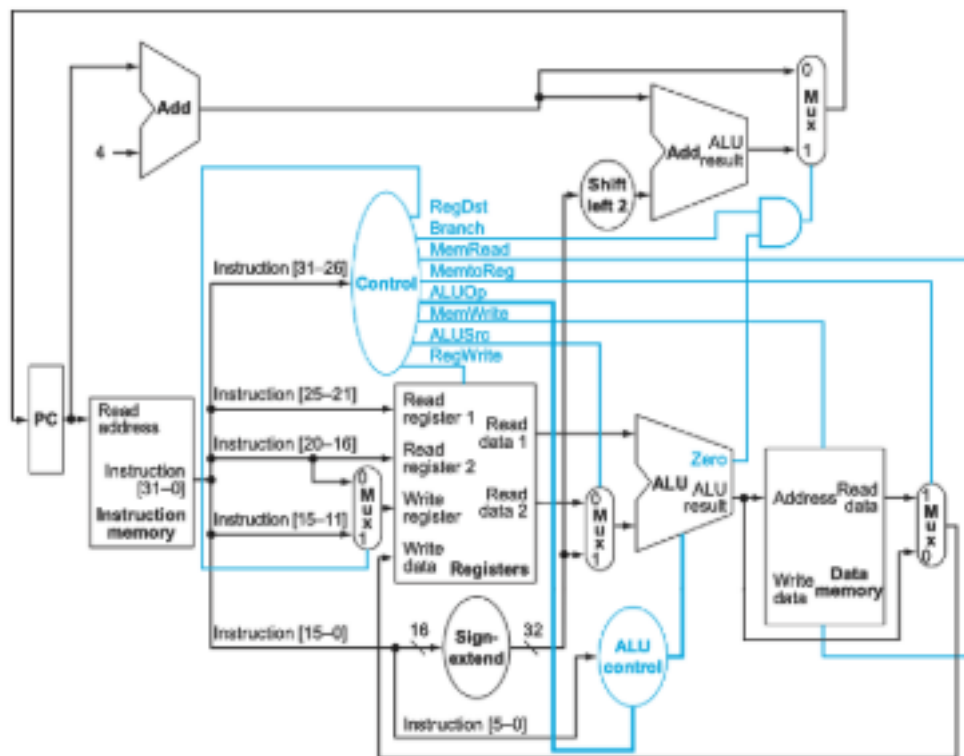 Add
4
0
Mux
1
Add
ALU
result
Shift
left 2
RegDst
Branch
MemRead
MemtoReg
ALUOp
MemWrite
ALUSrc
RegWrite
Control
Instruction [31–26]
Instruction [25–21]
Instruction [20–16]
Instruction [15–11]
Instruction [15–0]
Instruction [5–0]
PC
Read
address
Instruction
[31–0]
Instruction
memory
0
Mux
1
Read
register 1
Read
register 2
Write
register
Write
data
Read
data 1
Read
data 2
Registers
0
Mux
1
Zero
ALU
ALU
result
Address
Read
data
Write
data
Data
memory
1
Mux
0
16
Sign-
extend
32
ALU
control